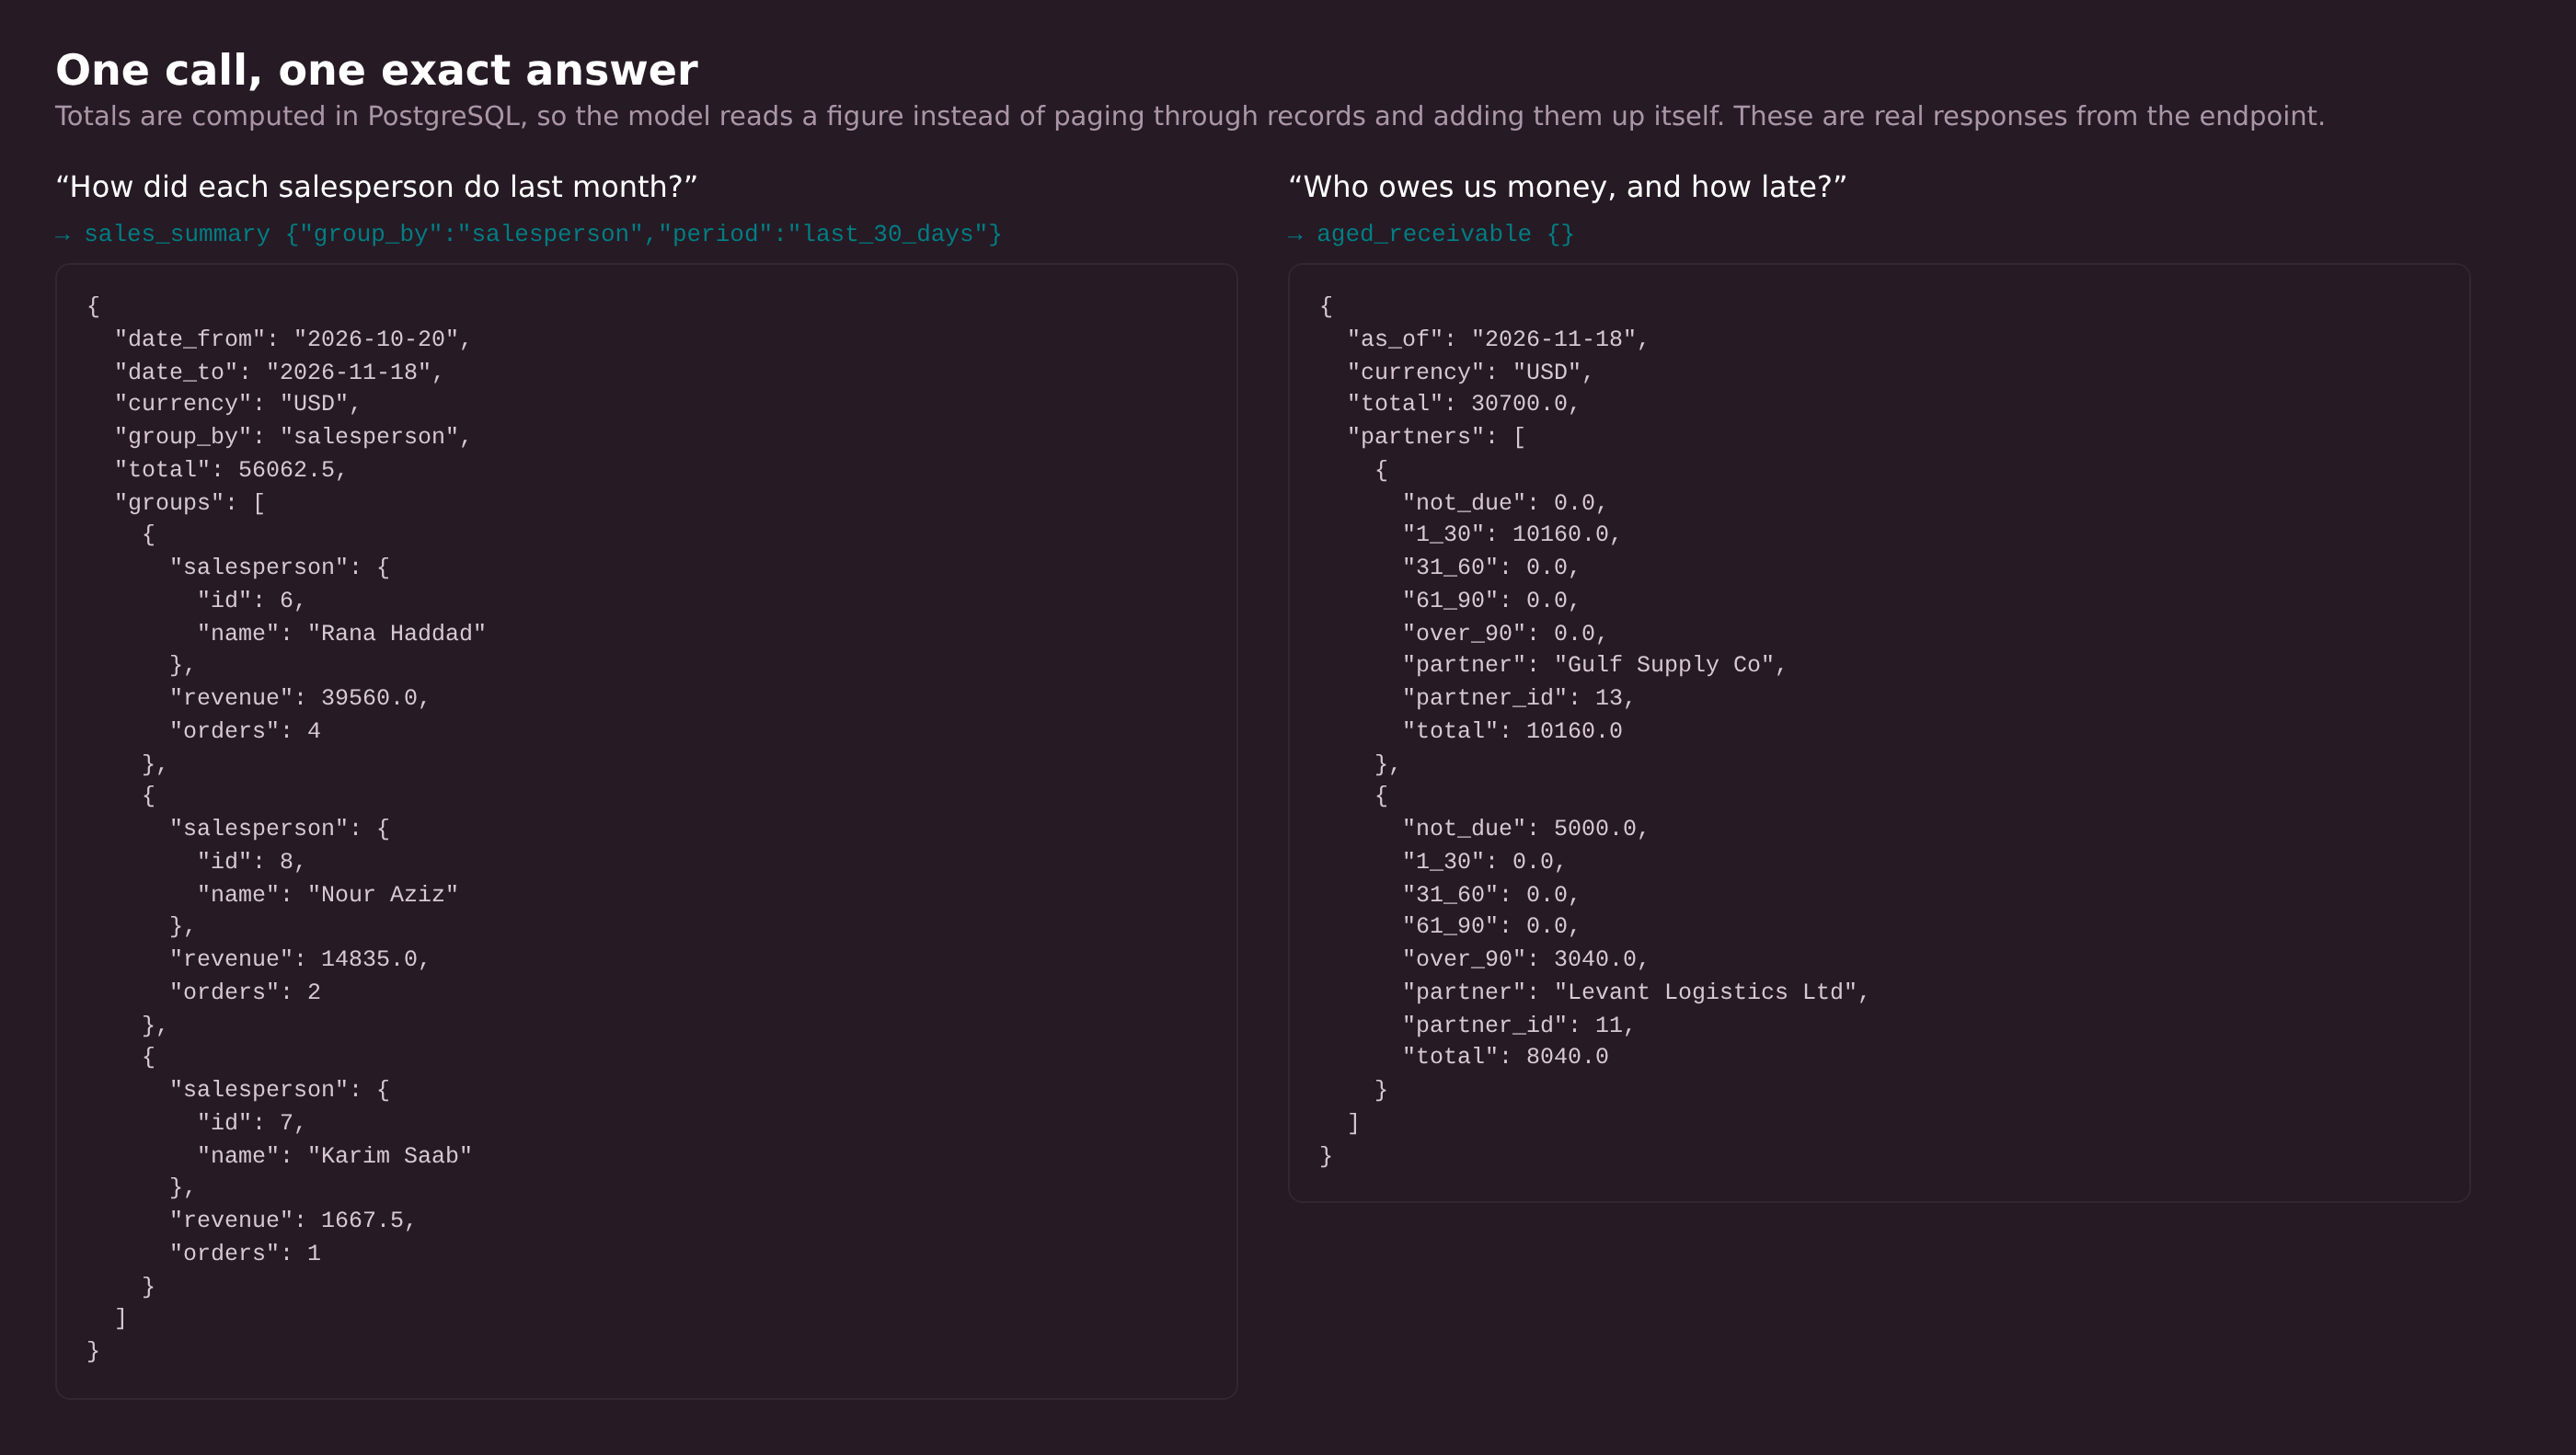 One call, one exact answer
Totals are computed in PostgreSQL, so the model reads a figure instead of paging through records and adding them up itself. These are real responses from the endpoint.
“How did each salesperson do last month?”
→ sales_summary {"group_by":"salesperson","period":"last_30_days"}
{
  "date_from": "2026-10-20",
  "date_to": "2026-11-18",
  "currency": "USD",
  "group_by": "salesperson",
  "total": 56062.5,
  "groups": [
    {
      "salesperson": {
        "id": 6,
        "name": "Rana Haddad"
      },
      "revenue": 39560.0,
      "orders": 4
    },
    {
      "salesperson": {
        "id": 8,
        "name": "Nour Aziz"
      },
      "revenue": 14835.0,
      "orders": 2
    },
    {
      "salesperson": {
        "id": 7,
        "name": "Karim Saab"
      },
      "revenue": 1667.5,
      "orders": 1
    }
  ]
}
“Who owes us money, and how late?”
→ aged_receivable {}
{
  "as_of": "2026-11-18",
  "currency": "USD",
  "total": 30700.0,
  "partners": [
    {
      "not_due": 0.0,
      "1_30": 10160.0,
      "31_60": 0.0,
      "61_90": 0.0,
      "over_90": 0.0,
      "partner": "Gulf Supply Co",
      "partner_id": 13,
      "total": 10160.0
    },
    {
      "not_due": 5000.0,
      "1_30": 0.0,
      "31_60": 0.0,
      "61_90": 0.0,
      "over_90": 3040.0,
      "partner": "Levant Logistics Ltd",
      "partner_id": 11,
      "total": 8040.0
    }
  ]
}